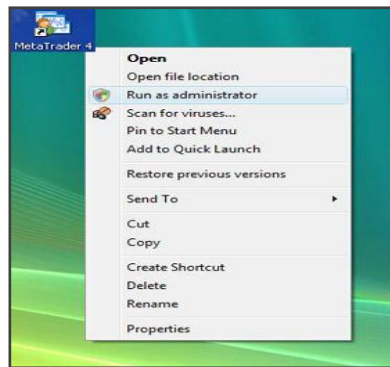 MetaTrader 4
Open
Open file location
Run as administrator
Scan for viruses...
Pin to Start Menu
Add to Quick Launch
Restore previous versions
Send To
Cut
Copy
Create Shortcut
Delete
Rename
Properties